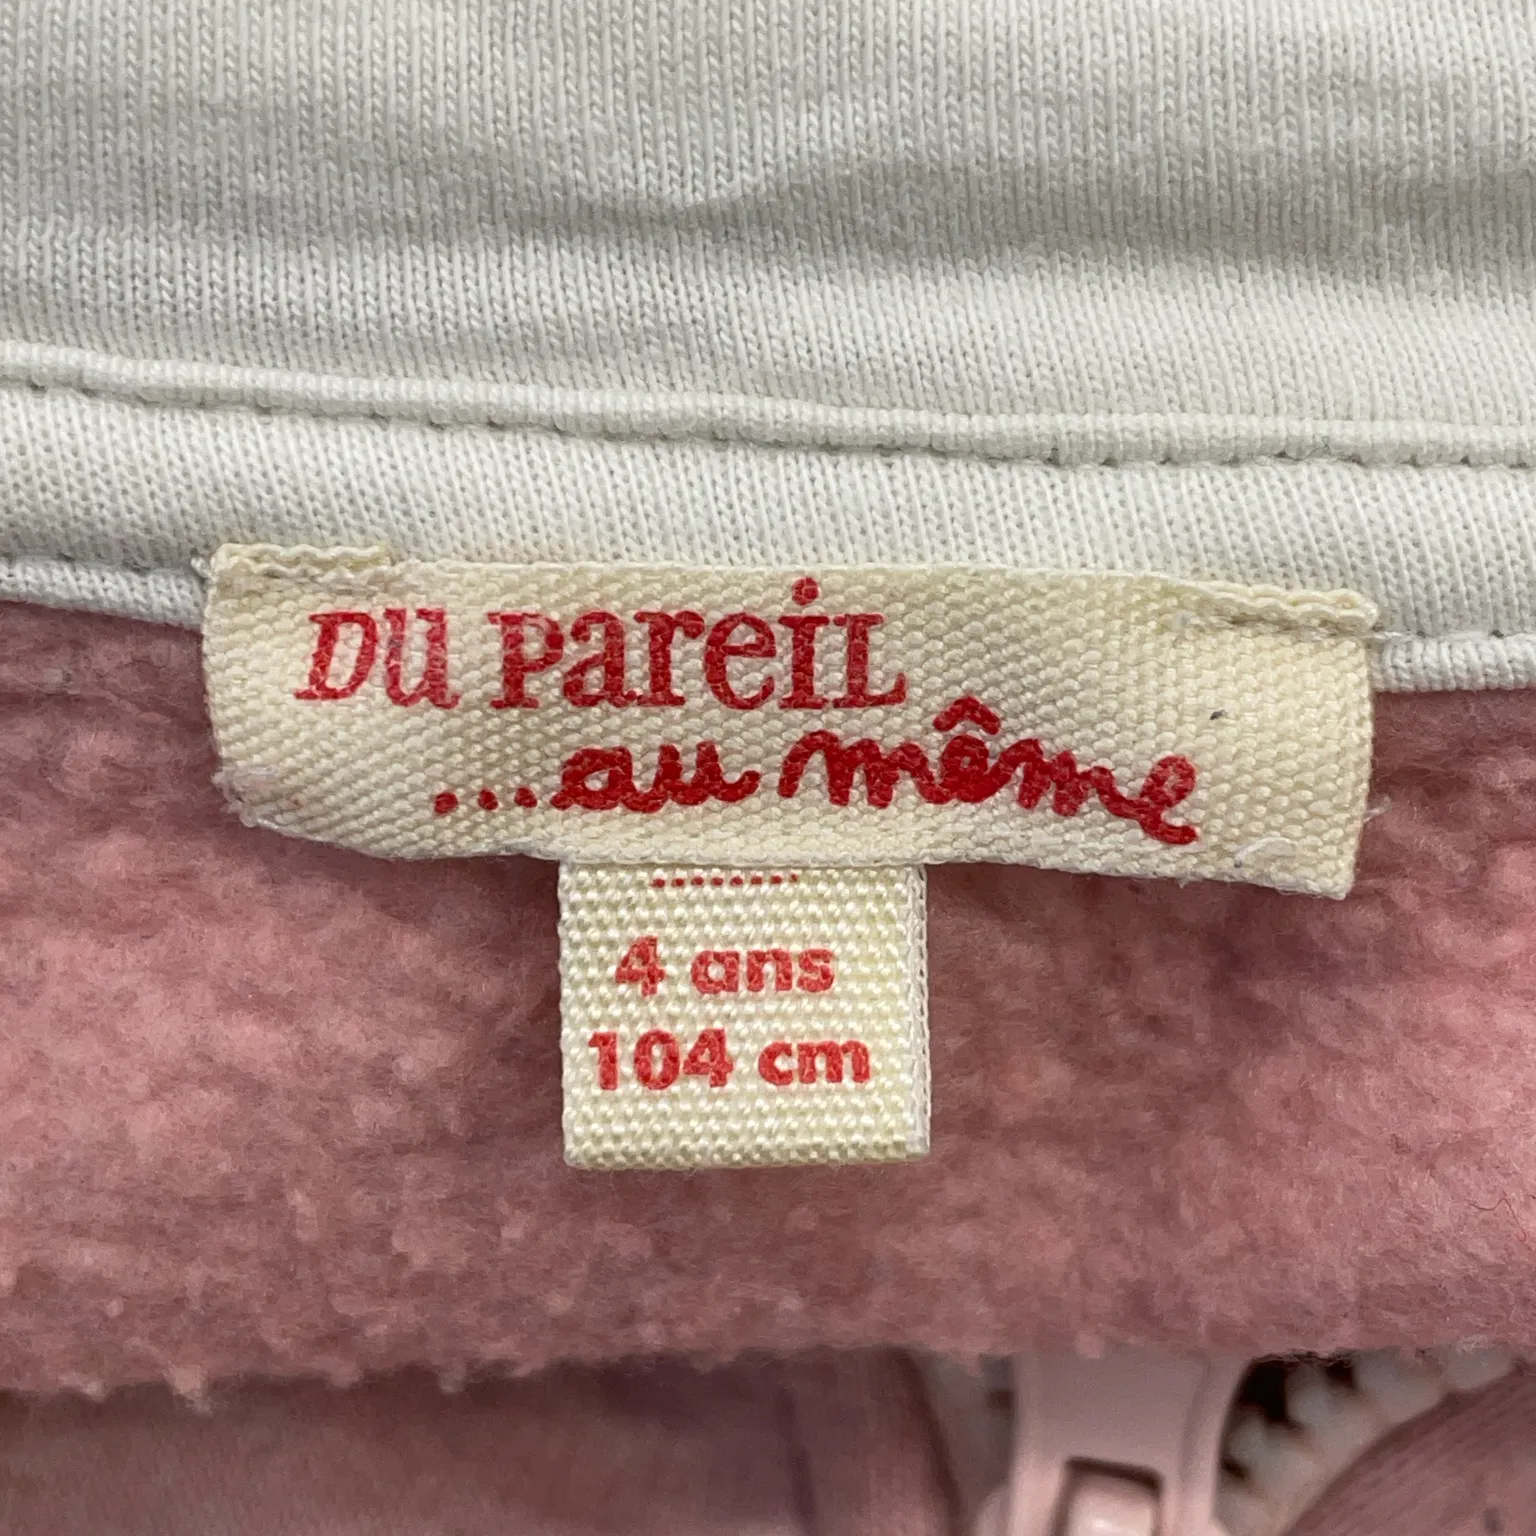 Du Pareil
...au même
4 ans
104 cm